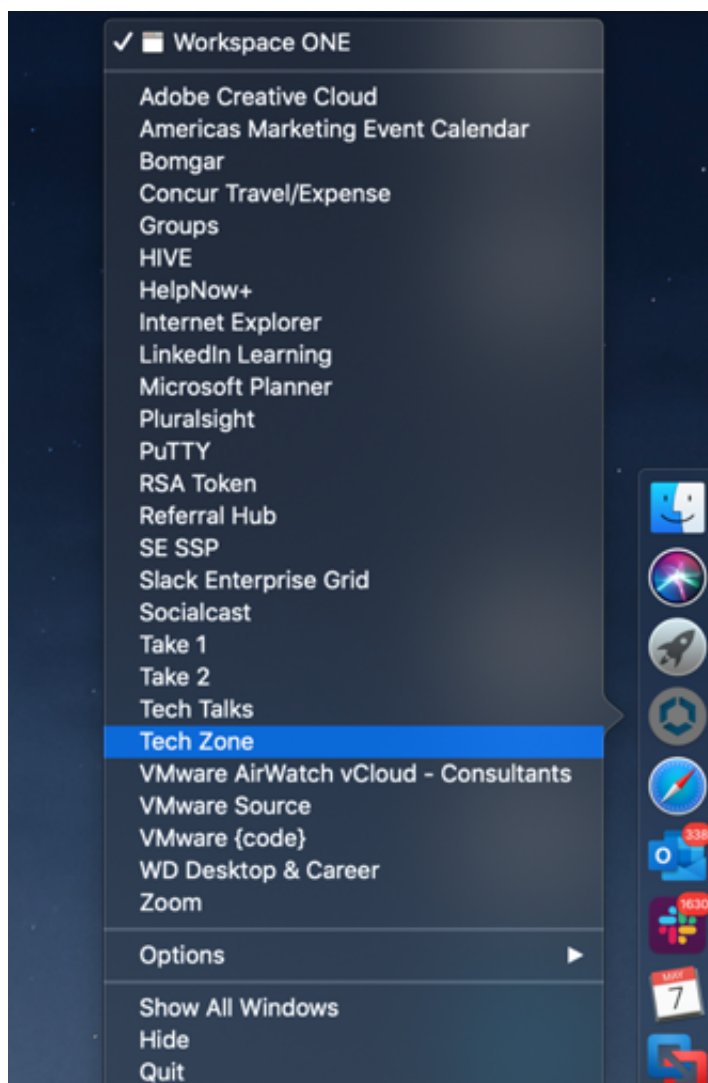 ✓ Workspace ONE
Adobe Creative Cloud
Americas Marketing Event Calendar
Bomgar
Concur Travel/Expense
Groups
HIVE
HelpNow+
Internet Explorer
LinkedIn Learning
Microsoft Planner
Pluralsight
PuTTY
RSA Token
Referral Hub
SE SSP
Slack Enterprise Grid
Socialcast
Take 1
Take 2
Tech Talks
Tech Zone
VMware AirWatch vCloud - Consultants
VMware Source
VMware {code}
WD Desktop & Career
Zoom
Options
Show All Windows
Hide
Quit
338
O
1630
MAY
7